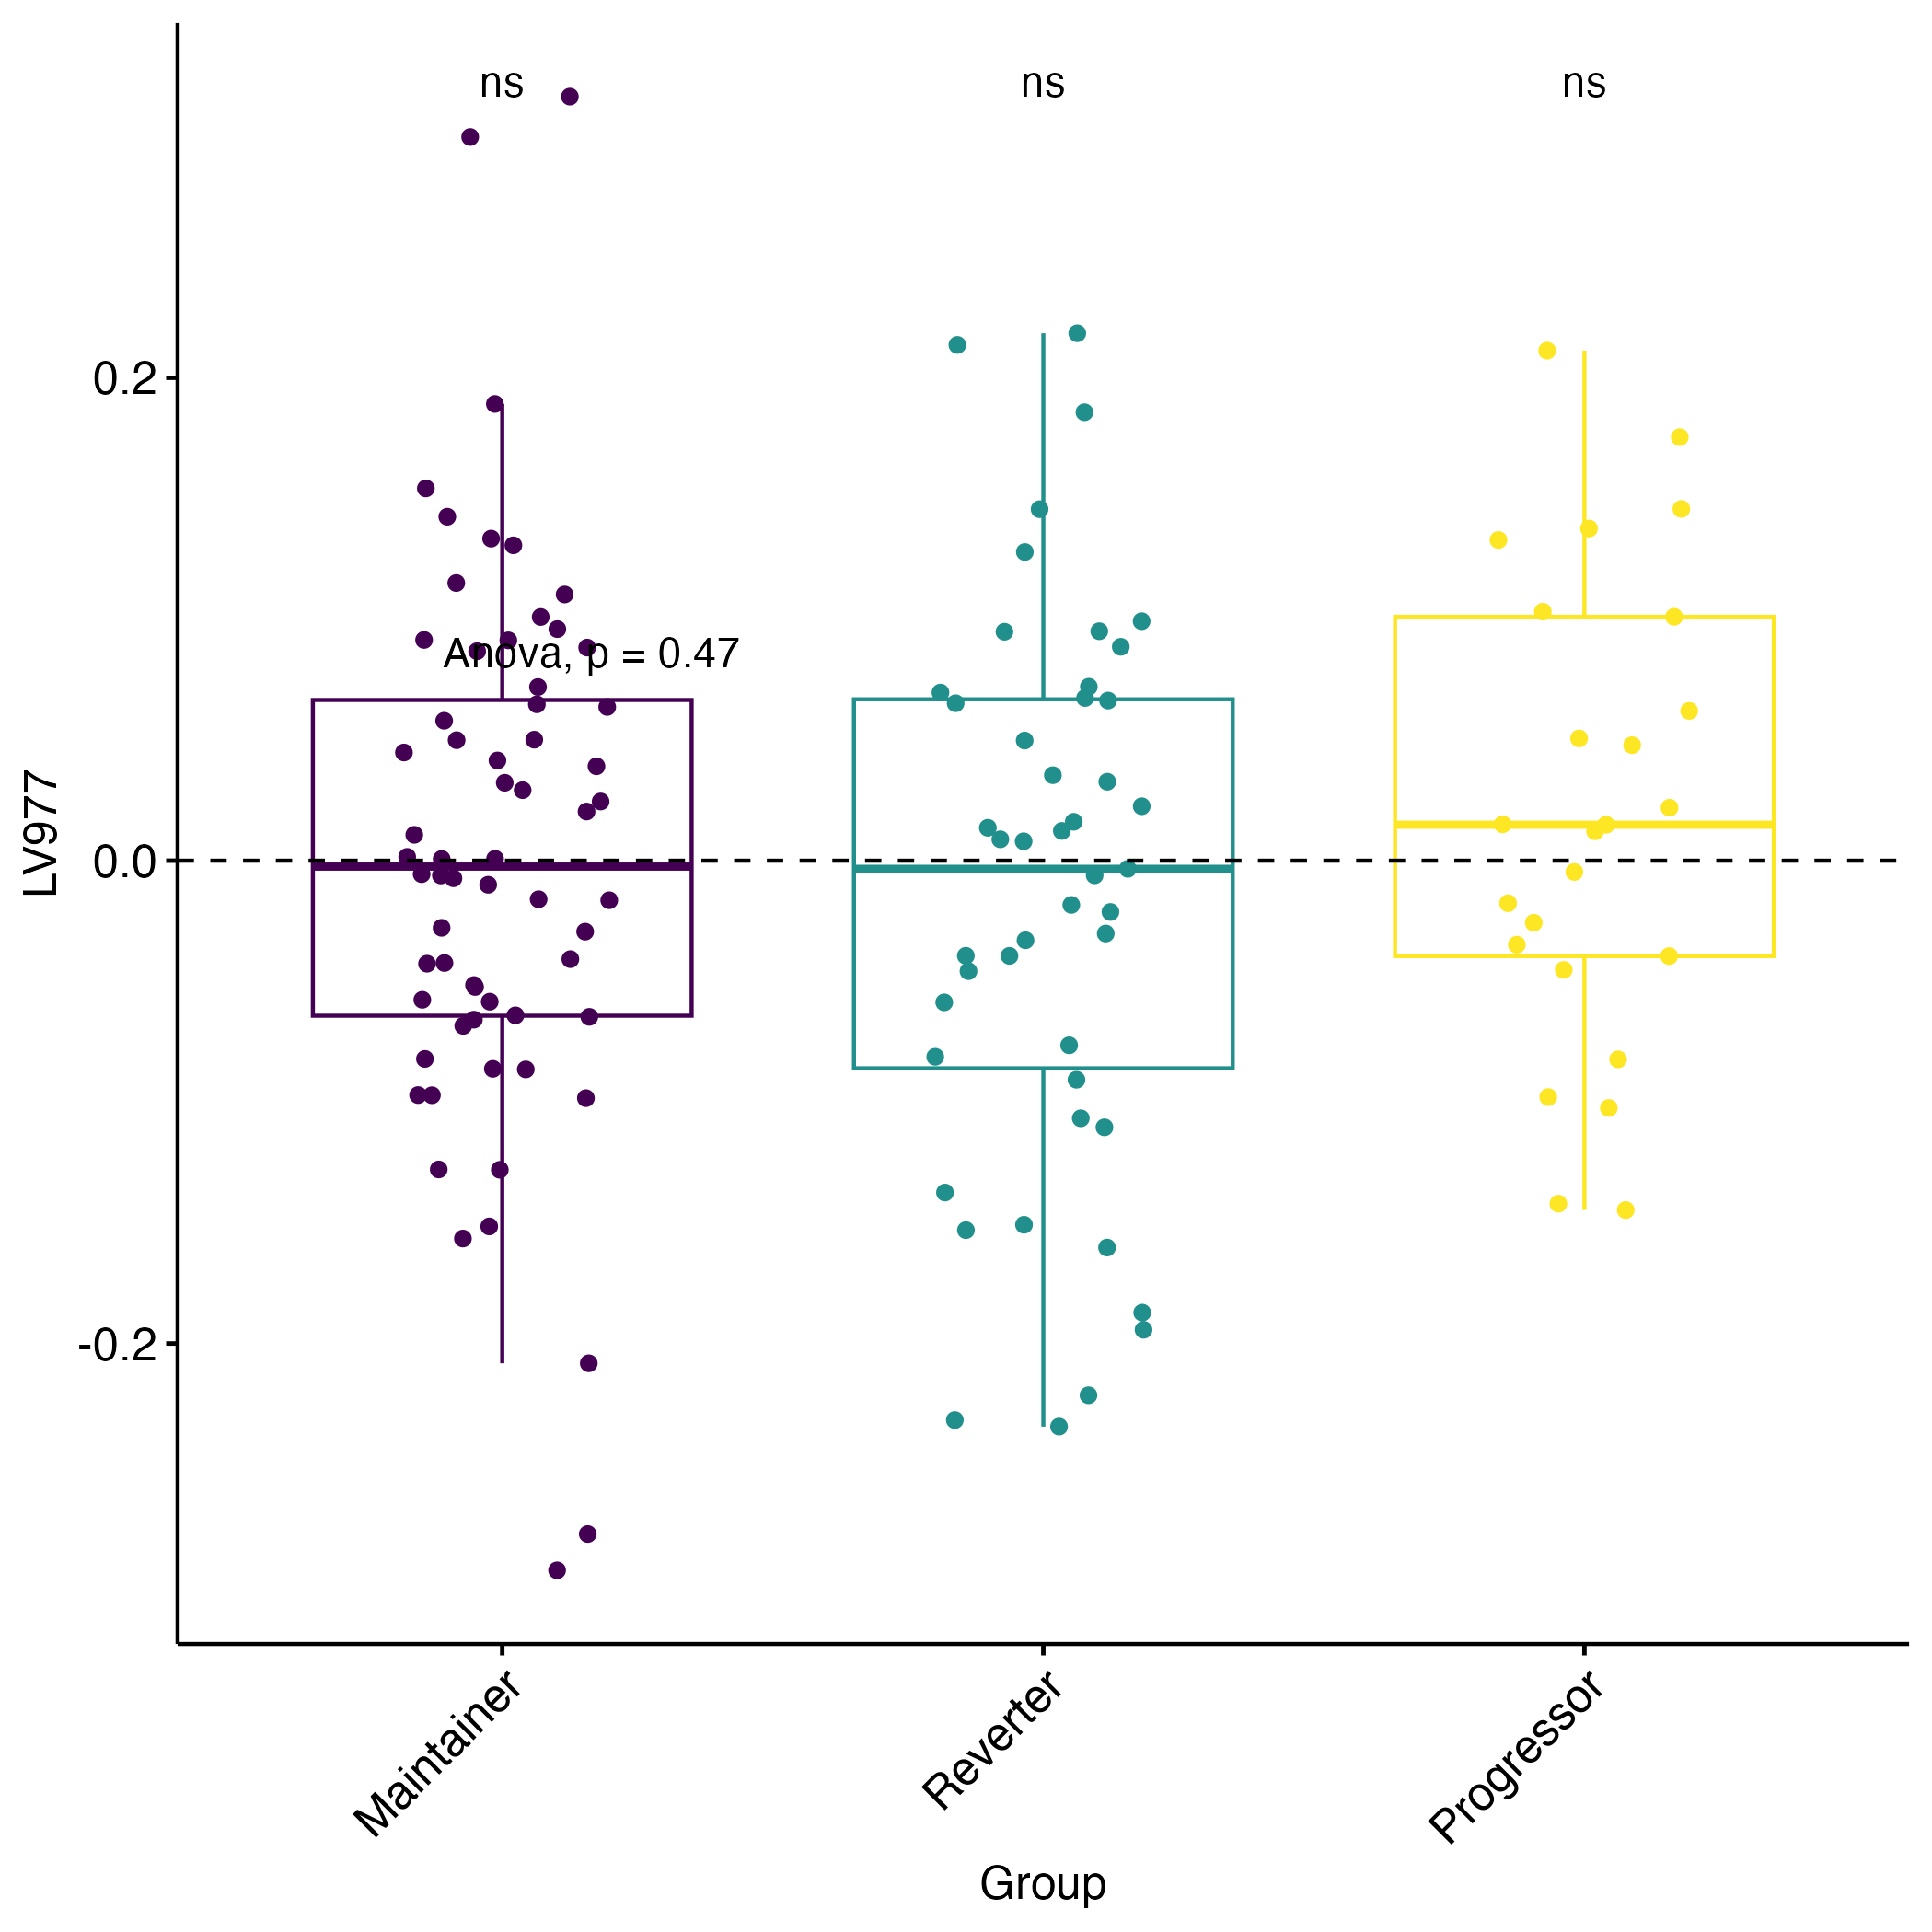 ns ns ns
0.2
Anova, p = 0.47
0.0
-0.2
LV977
Maintainer Reverter Progressor
Group